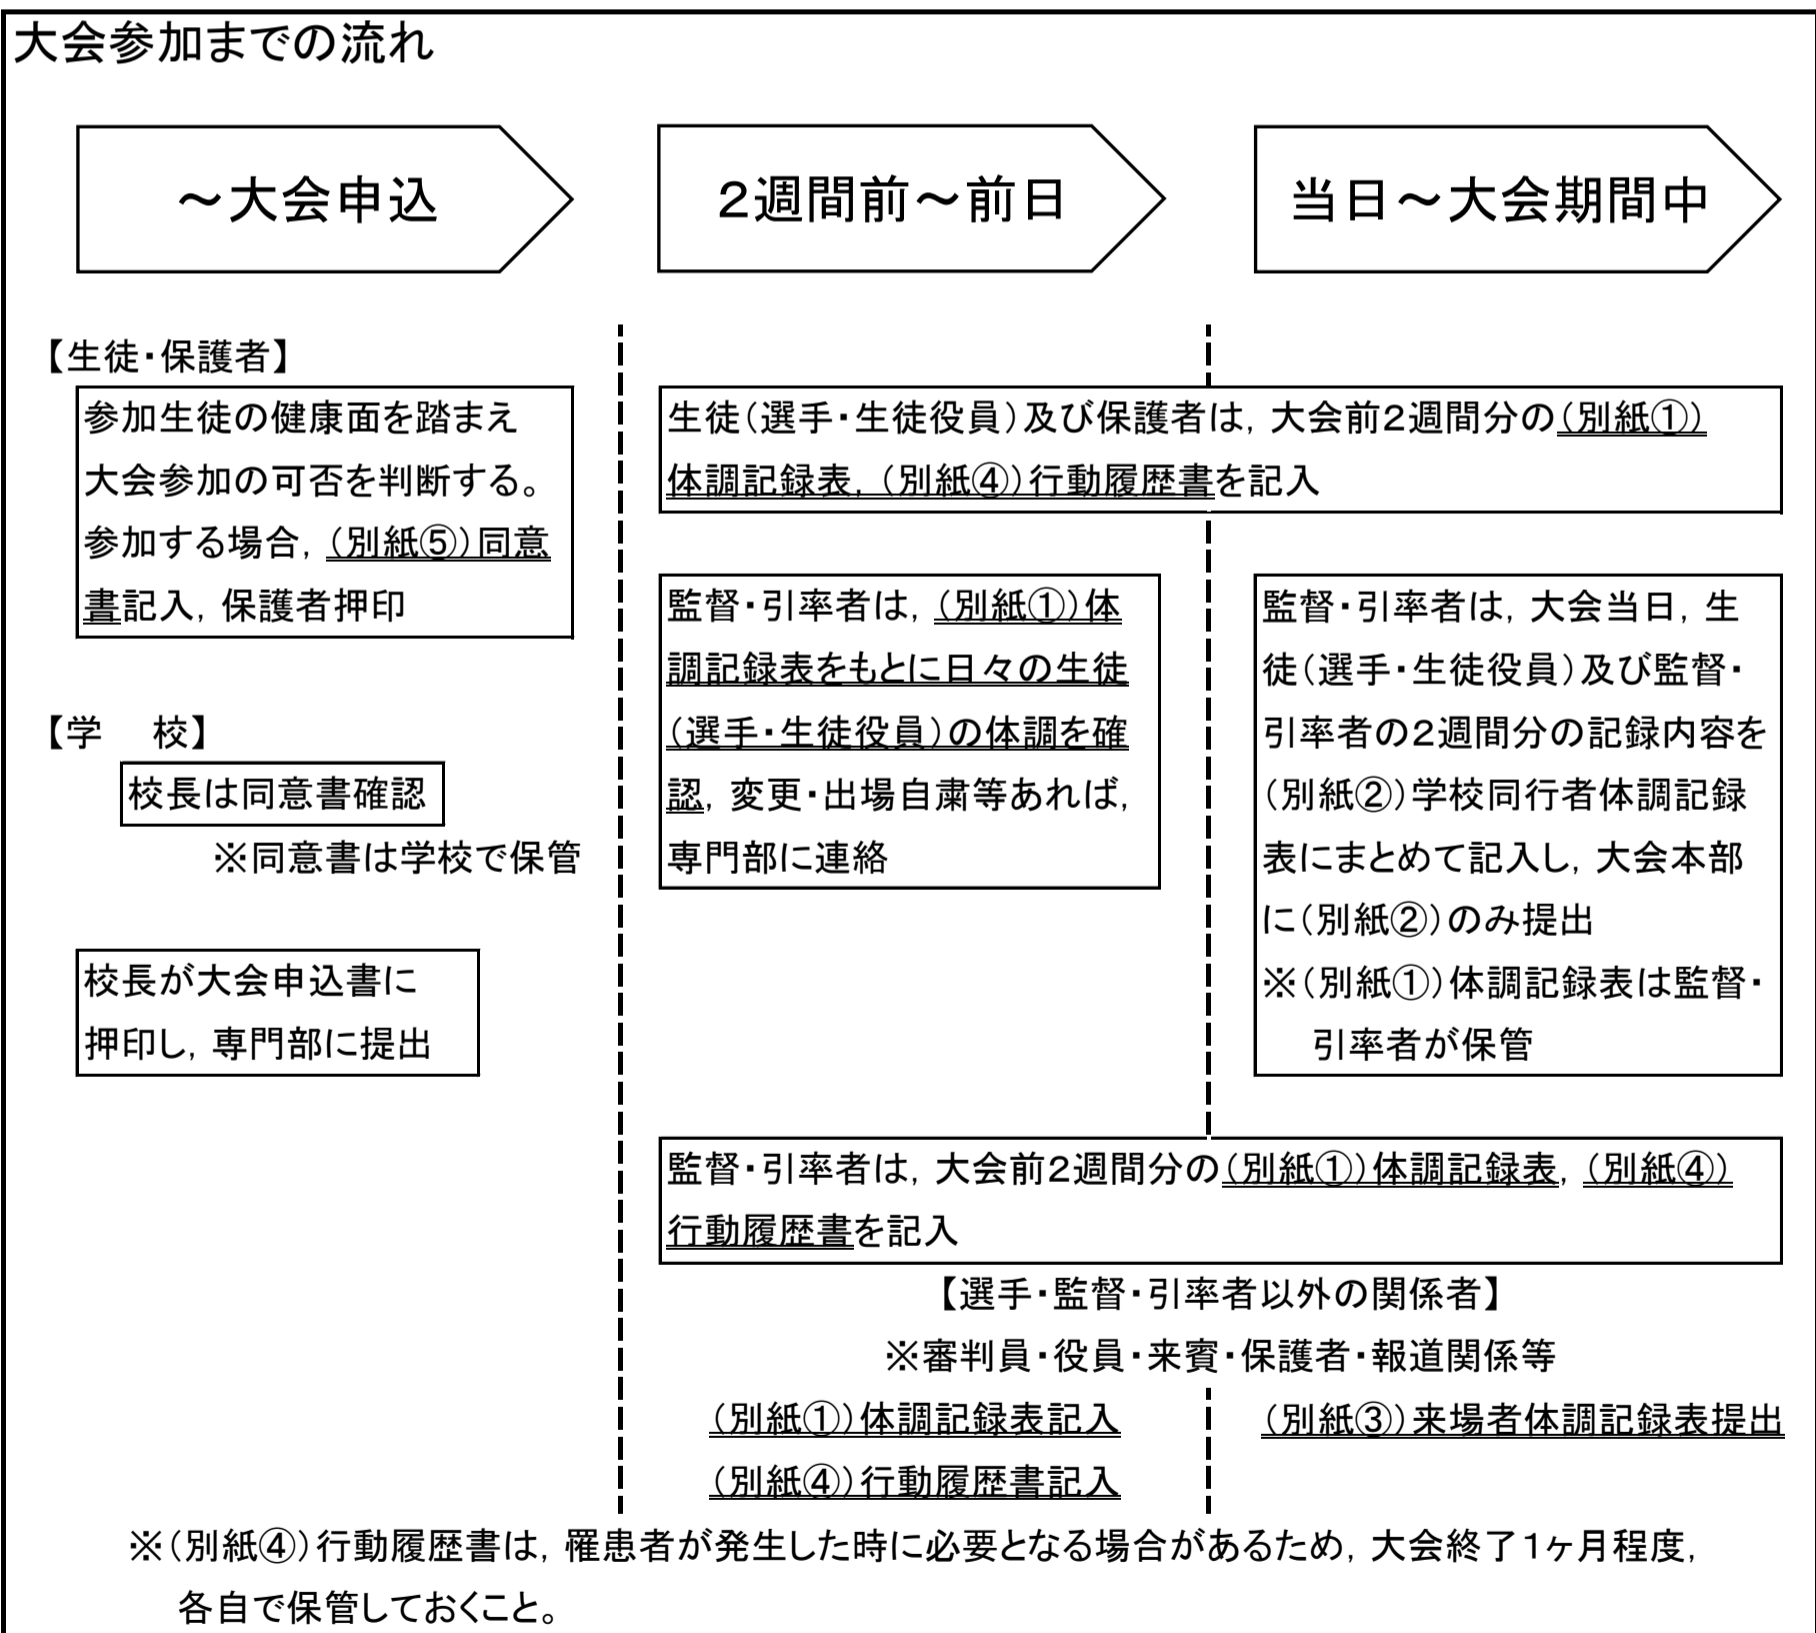 大会参加までの流れ
～大会申込
2週間前～前日
当日～大会期間中
【生徒・保護者】
参加生徒の健康面を踏まえ
大会参加の可否を判断する。
参加する場合，（別紙⑤）同意
書記入，保護者押印
【学　校】
校長は同意書確認
※同意書は学校で保管
校長が大会申込書に
押印し，専門部に提出
生徒（選手・生徒役員）及び保護者は，大会前2週間分の（別紙①）
体調記録表，（別紙④）行動履歴書を記入
監督・引率者は，（別紙①）体
調記録表をもとに日々の生徒
（選手・生徒役員）の体調を確
認，変更・出場自粛等あれば，
専門部に連絡
監督・引率者は，大会当日，生
徒（選手・生徒役員）及び監督・
引率者の2週間分の記録内容を
（別紙②）学校同行者体調記録
表にまとめて記入し，大会本部
に（別紙②）のみ提出
※（別紙①）体調記録表は監督・
引率者が保管
監督・引率者は，大会前2週間分の（別紙①）体調記録表，（別紙④）
行動履歴書を記入
【選手・監督・引率者以外の関係者】
※審判員・役員・来賓・保護者・報道関係等
（別紙①）体調記録表記入
（別紙④）行動履歴書記入
（別紙③）来場者体調記録表提出
※（別紙④）行動履歴書は，罹患者が発生した時に必要となる場合があるため，大会終了1ヶ月程度，
各自で保管しておくこと。